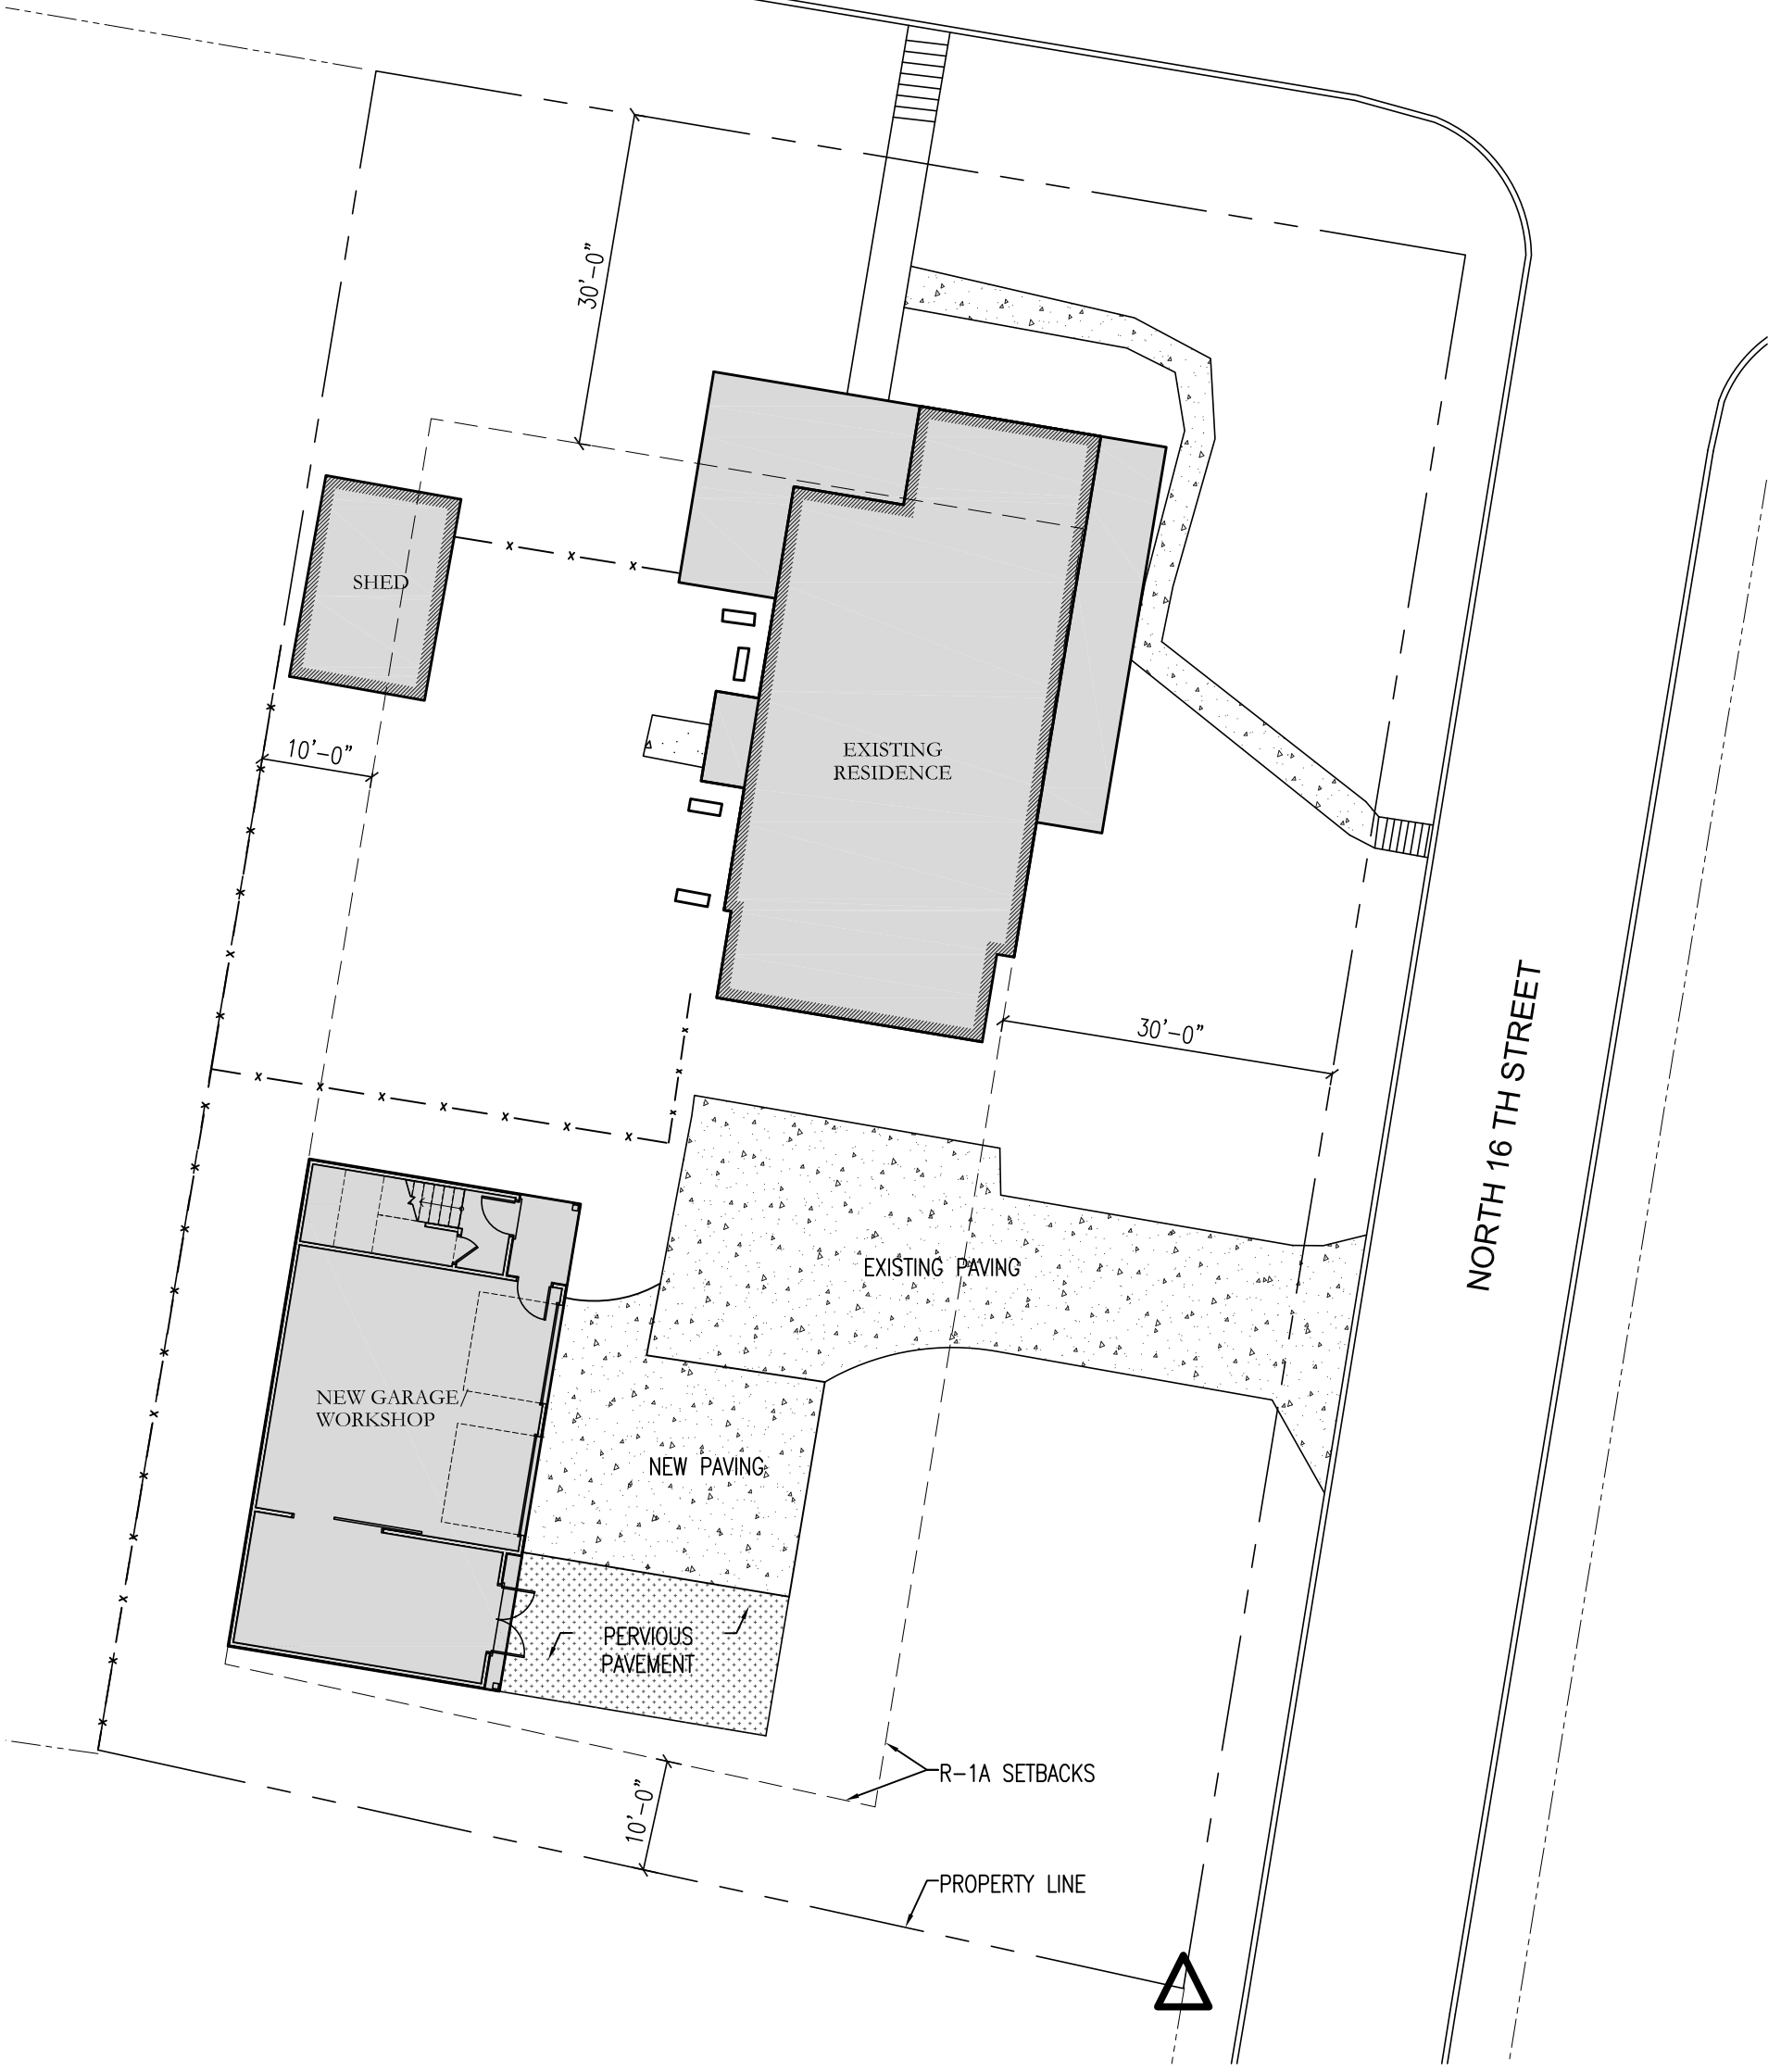 30'-0"
SHED
10'-0"
EXISTING
RESIDENCE
30'-0"
NORTH 16 TH STREET
EXISTING PAVING
NEW GARAGE/
WORKSHOP
NEW PAVING
PERVIOUS
PAVEMENT
R-1A SETBACKS
10'-0"
PROPERTY LINE